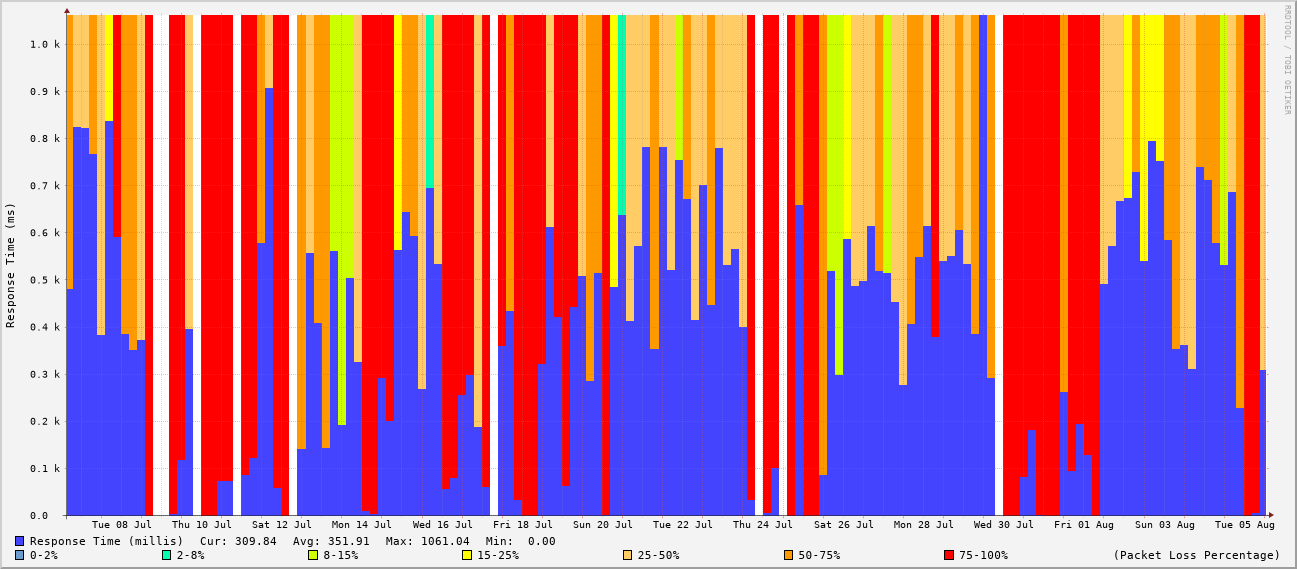 RRDTOOL / TOBI OETIKER
Response Time (ms)
1.0 k
0.9 k
0.8 k
0.7 k
0.6 k
0.5 k
0.4 k
0.3 k
0.2 k
0.1 k
0.0
Tue 08 Jul Thu 10 Jul Sat 12 Jul Mon 14 Jul Wed 16 Jul Fri 18 Jul Sun 20 Jul Tue 22 Jul Thu 24 Jul Sat 26 Jul Mon 28 Jul Wed 30 Jul Fri 01 Aug Sun 03 Aug Tue 05 Aug
Response Time (millis) Cur: 309.84 Avg: 351.91 Max: 1061.04 Min: 0.00
0-2% 2-8% 8-15% 15-25% 25-50% 50-75% 75-100% (Packet Loss Percentage)